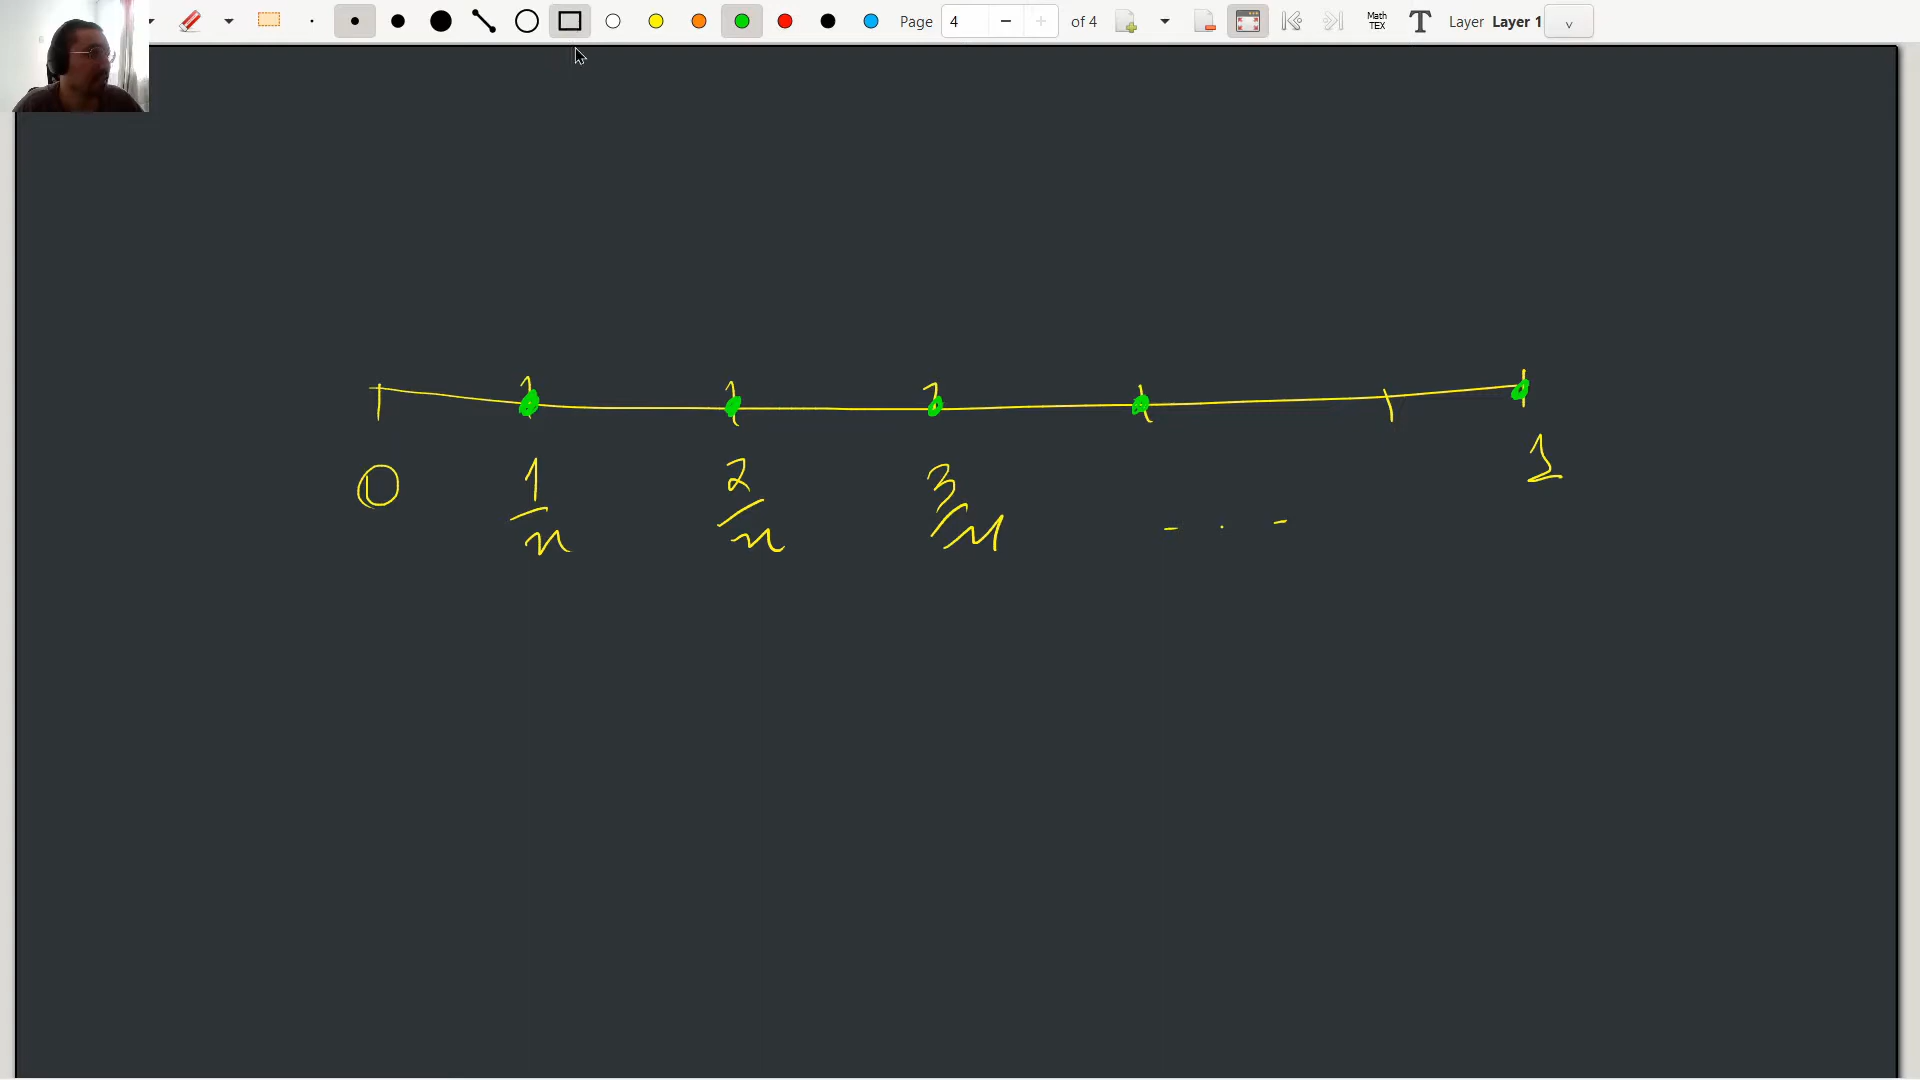 Page 4 of 4 Math TEX T Layer Layer 1
0 1/n 2/n 3/n - . - 1